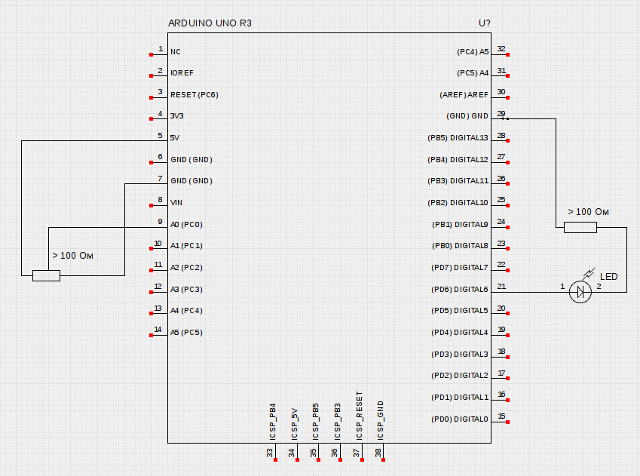 ARDUINO UNO R3 U?
1 NC (PC4) A5 32
2 IOREF (PC5) A4 31
3 RESET (PC6) (AREF) AREF 30
4 3V3 (GND) GND 29
5 5V (PB5) DIGITAL13 28
6 GND (GND) (PB4) DIGITAL12 27
7 GND (GND) (PB3) DIGITAL11 26
8 VIN (PB2) DIGITAL10 25
> 100 Ом
9 A0 (PC0) (PB1) DIGITAL9 24
10 A1 (PC1) (PB0) DIGITAL8 23
> 100 Ом
11 A2 (PC2) (PD7) DIGITAL7 22
LED
12 A3 (PC3) (PD6) DIGITAL6 21 1 2
13 A4 (PC4) (PD5) DIGITAL5 20
14 A5 (PC5) (PD4) DIGITAL4 19
(PD3) DIGITAL3 18
(PD2) DIGITAL2 17
(PD1) DIGITAL1 16
(PD0) DIGITAL0 15
33 ICSP_PB4
34 ICSP_5V
35 ICSP_PB5
36 ICSP_PB3
37 ICSP_RESET
38 ICSP_GND